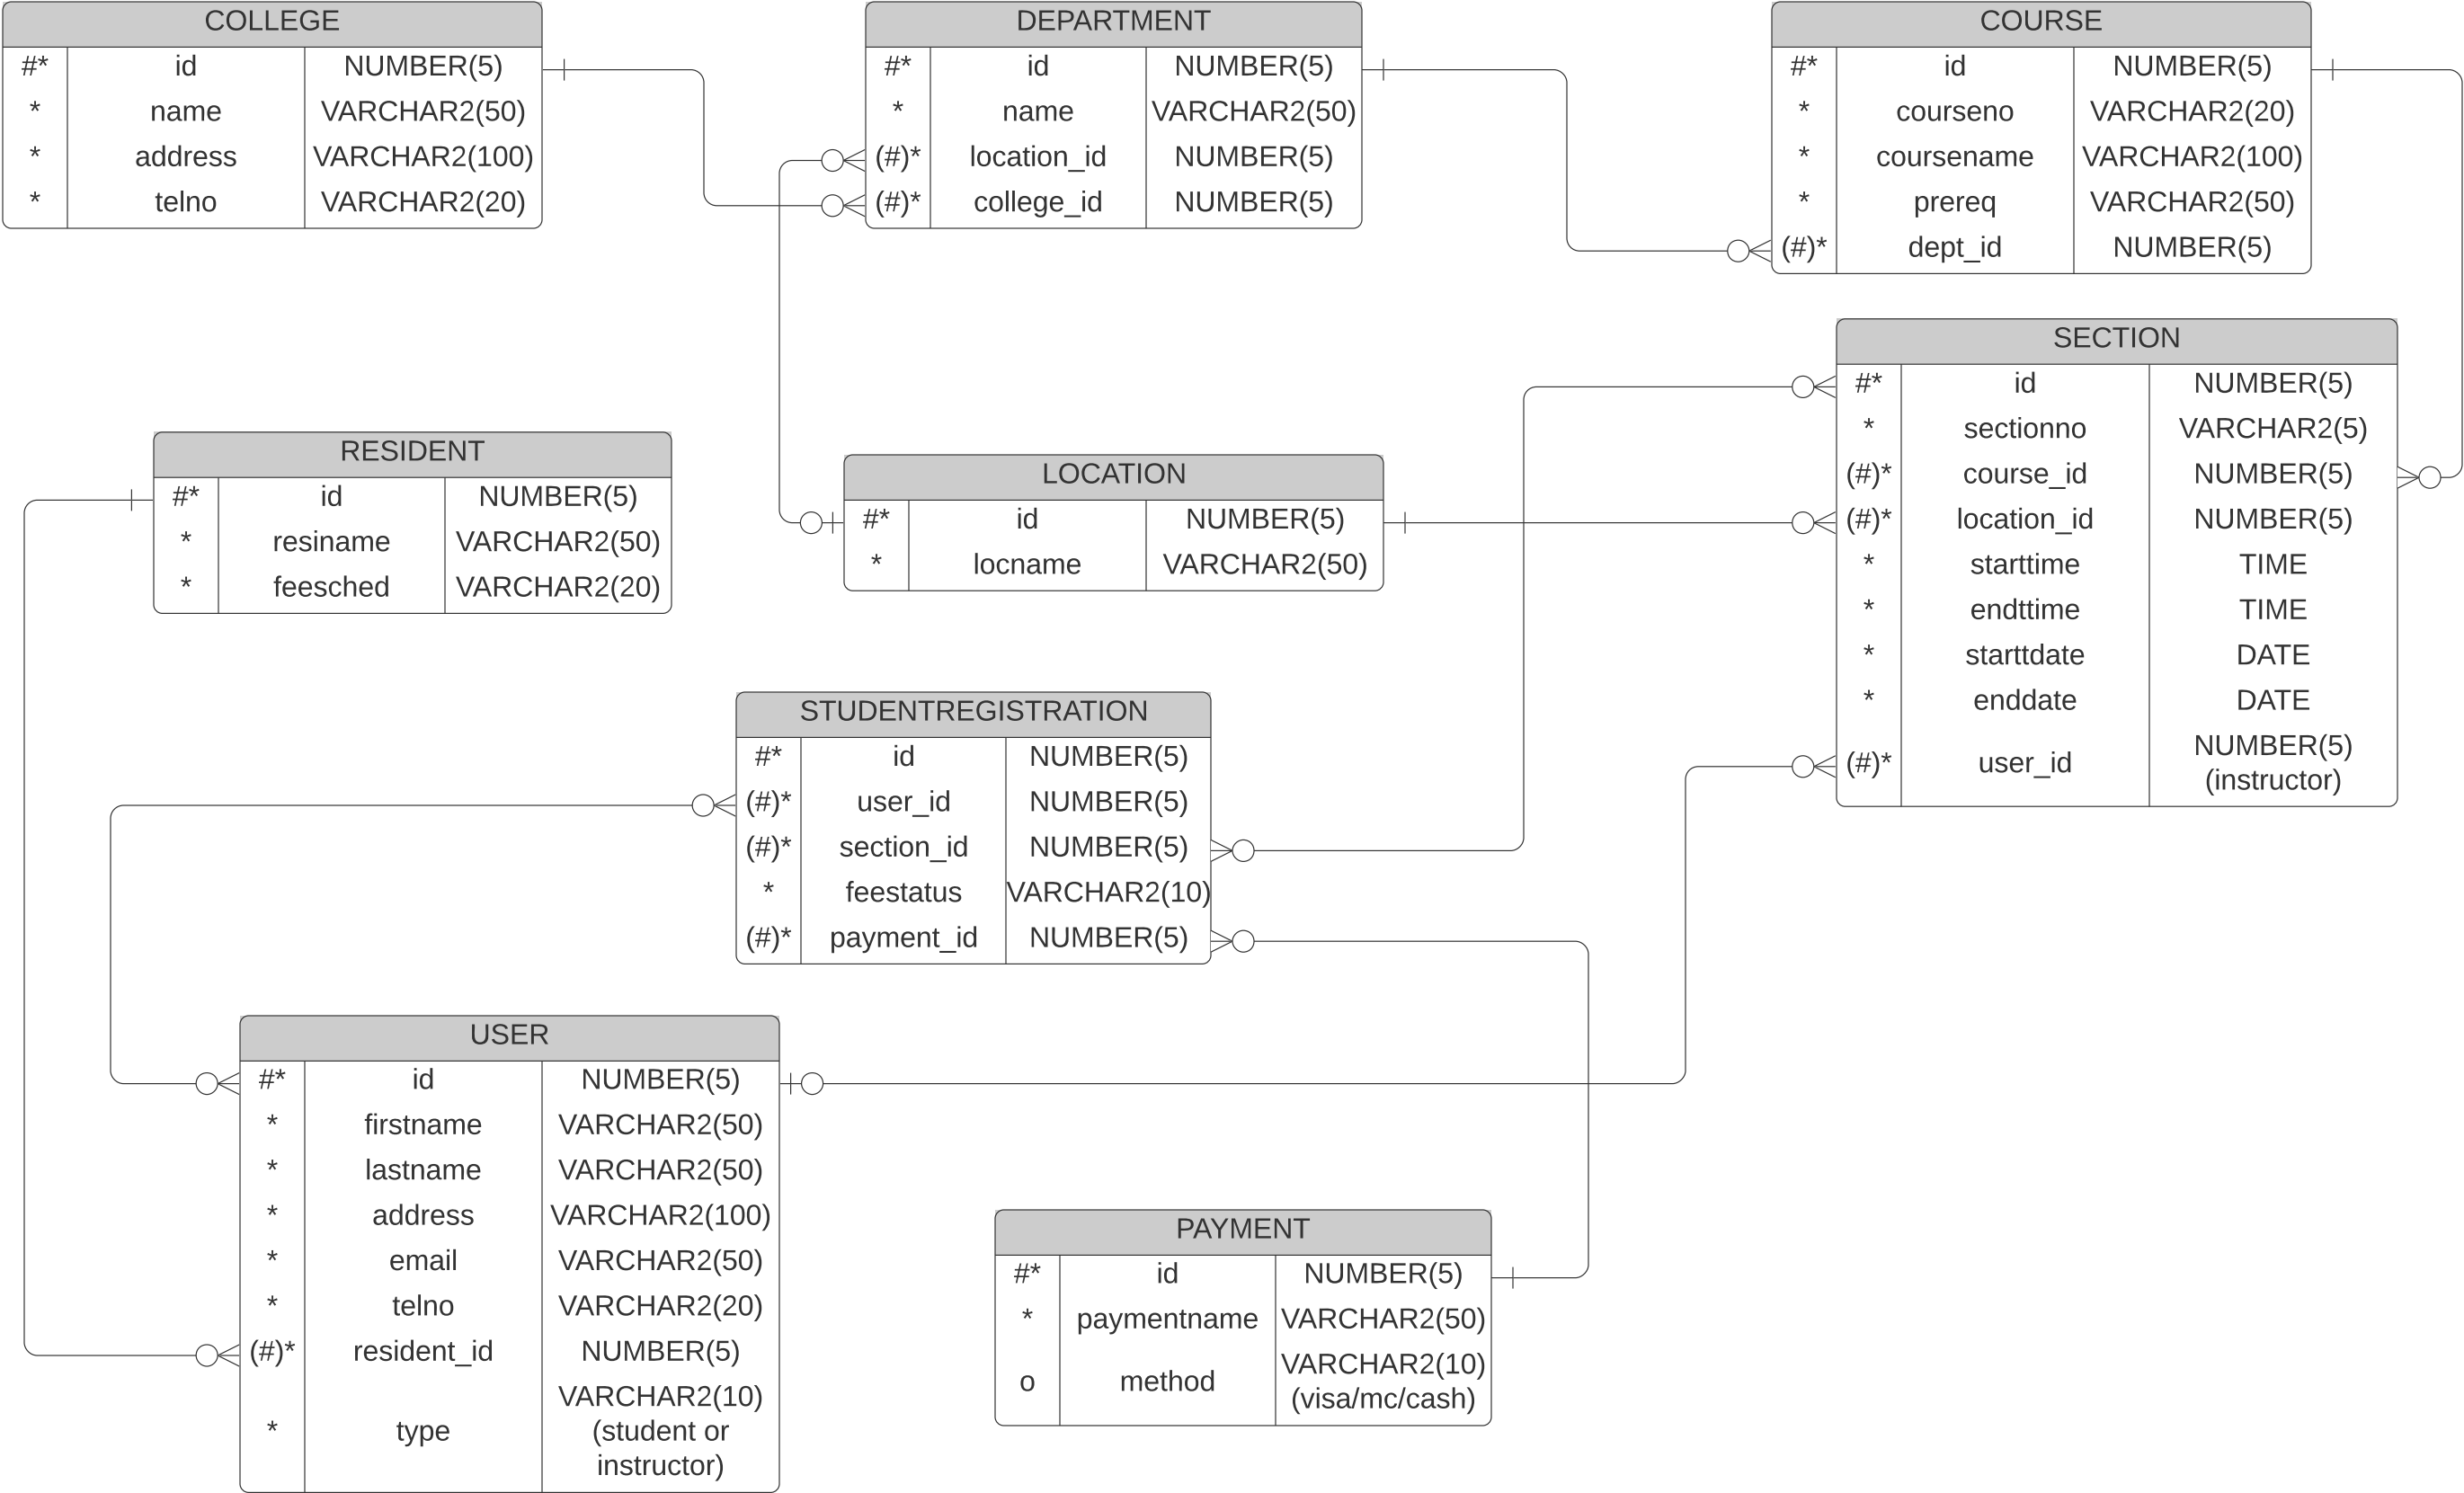 COLLEGE
#* id NUMBER(5)
* name VARCHAR2(50)
* address VARCHAR2(100)
* telno VARCHAR2(20)
DEPARTMENT
#* id NUMBER(5)
* name VARCHAR2(50)
(#)* location_id NUMBER(5)
(#)* college_id NUMBER(5)
COURSE
#* id NUMBER(5)
* courseno VARCHAR2(20)
* coursename VARCHAR2(100)
* prereq VARCHAR2(50)
(#)* dept_id NUMBER(5)
RESIDENT
#* id NUMBER(5)
* resiname VARCHAR2(50)
* feesched VARCHAR2(20)
LOCATION
#* id NUMBER(5)
* locname VARCHAR2(50)
SECTION
#* id NUMBER(5)
* sectionno VARCHAR2(5)
(#)* course_id NUMBER(5)
(#)* location_id NUMBER(5)
* starttime TIME
* endttime TIME
* starttdate DATE
* enddate DATE
(#)* user_id NUMBER(5)
(instructor)
STUDENTREGISTRATION
#* id NUMBER(5)
(#)* user_id NUMBER(5)
(#)* section_id NUMBER(5)
* feestatus VARCHAR2(10)
(#)* payment_id NUMBER(5)
USER
#* id NUMBER(5)
* firstname VARCHAR2(50)
* lastname VARCHAR2(50)
* address VARCHAR2(100)
* email VARCHAR2(50)
* telno VARCHAR2(20)
(#)* resident_id NUMBER(5)
* type VARCHAR2(10)
(student or
instructor)
PAYMENT
#* id NUMBER(5)
* paymentname VARCHAR2(50)
o method VARCHAR2(10)
(visa/mc/cash)